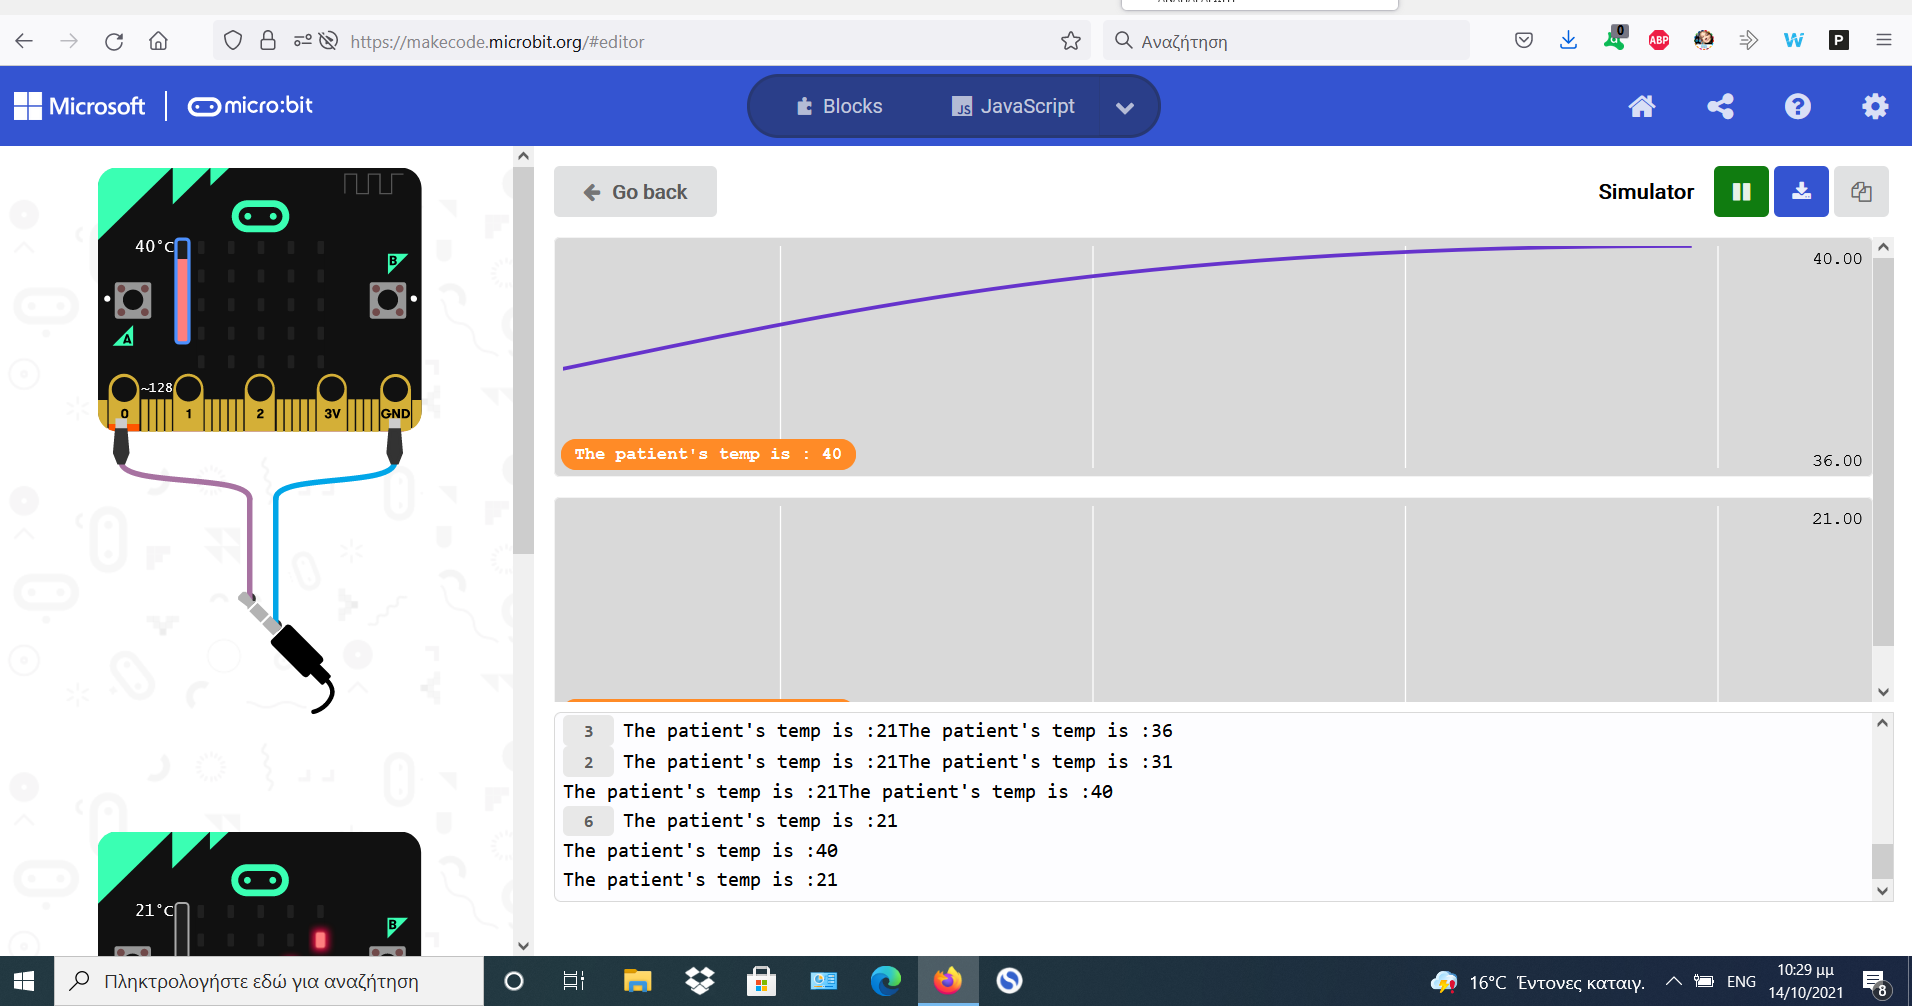 https://makecode.microbit.org/#editor
Αναζήτηση
0
ABP
W
P
Microsoft
micro:bit
Blocks
JS
JavaScript
?
Go back
Simulator
40°C
B
A
~128
0 1 2 3V GND
40.00
The patient's temp is : 40
36.00
21.00
3 The patient's temp is :21The patient's temp is :36
2 The patient's temp is :21The patient's temp is :31
The patient's temp is :21The patient's temp is :40
6 The patient's temp is :21
The patient's temp is :40
The patient's temp is :21
21°C
B
Πληκτρολογήστε εδώ για αναζήτηση
16°C Έντονες καταιγ.
ENG
10:29 μμ
14/10/2021
8